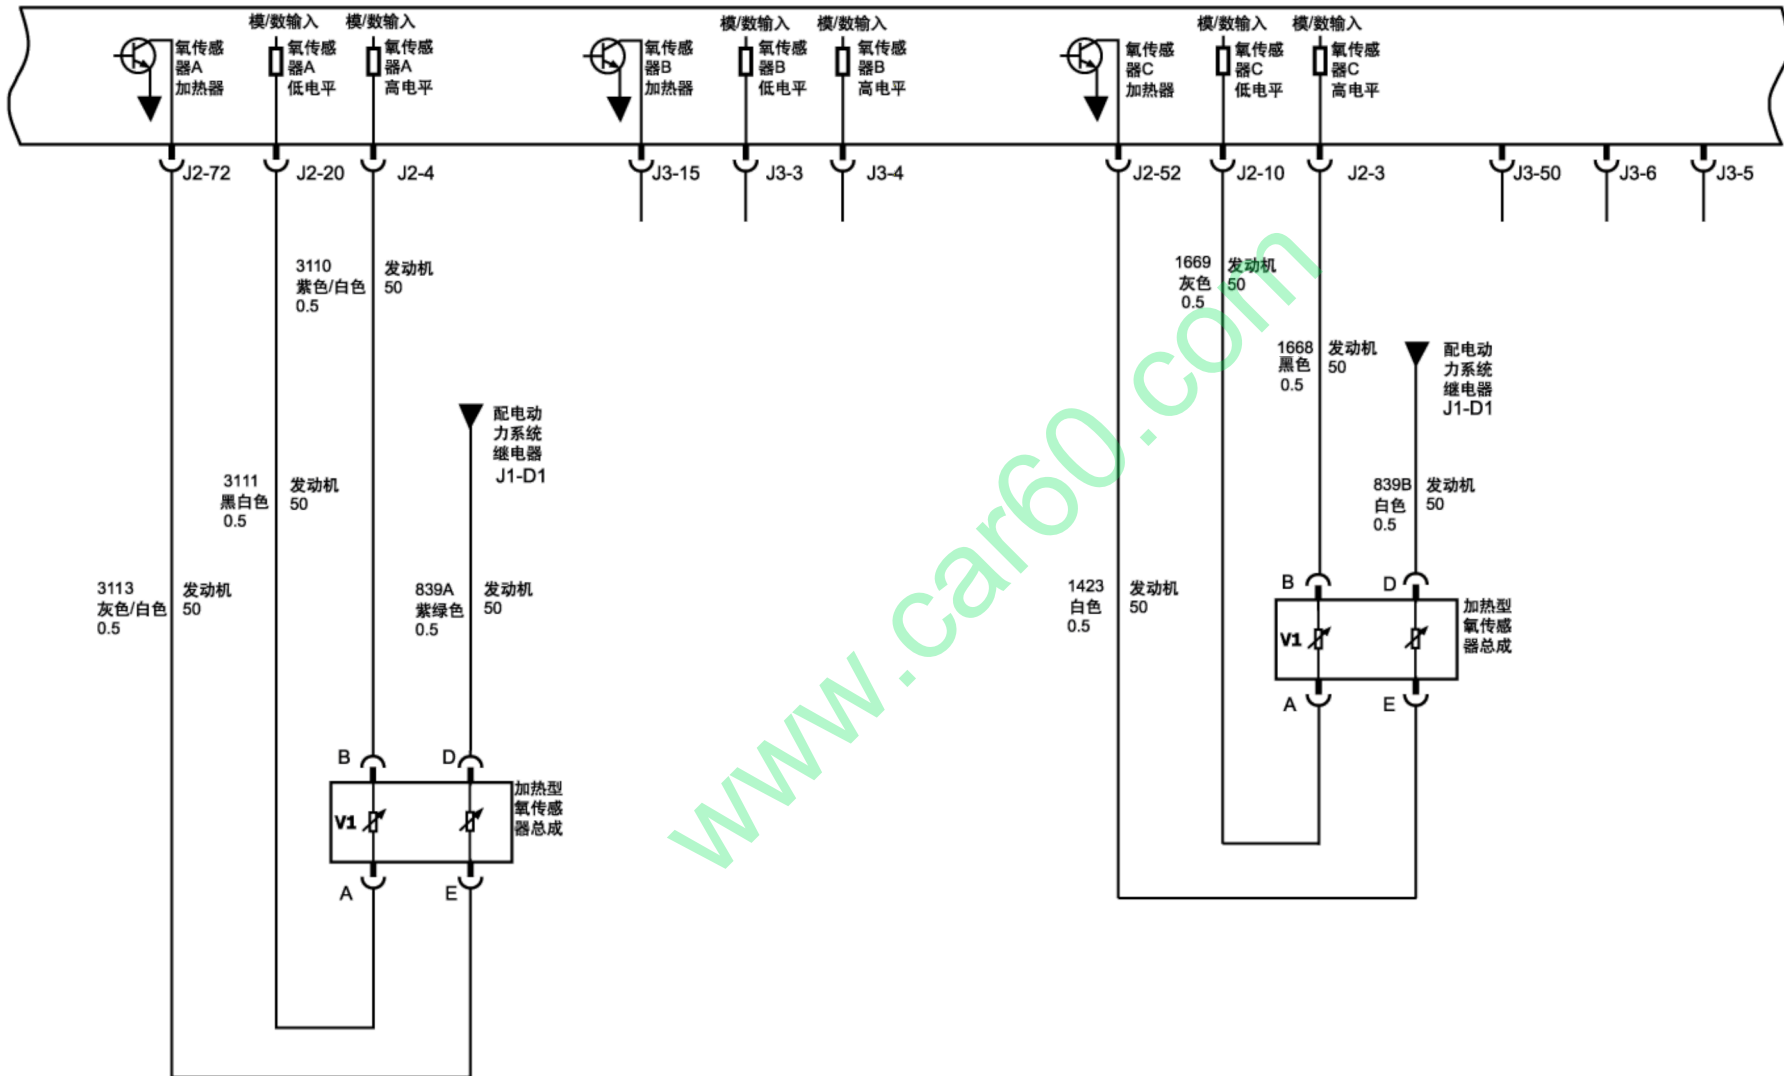 模/数输入
模/数输入
氧传感
器A
加热器
氧传感
器A
低电平
氧传感
器A
高电平
模/数输入
模/数输入
氧传感
器B
加热器
氧传感
器B
低电平
氧传感
器B
高电平
模/数输入
模/数输入
氧传感
器C
加热器
氧传感
器C
低电平
氧传感
器C
高电平
J2-72
J2-20
J2-4
J3-15
J3-3
J3-4
J2-52
J2-10
J2-3
J3-50
J3-6
J3-5
3110
紫色/白色
0.5
发动机
50
3111
黑白色
0.5
发动机
50
3113
灰色/白色
0.5
发动机
50
配电动
力系统
继电器
J1-D1
839A
紫绿色
0.5
发动机
50
B
D
V1
加热型
氧传感
器总成
A
E
1669
灰色
0.5
发动机
50
1668
黑色
0.5
发动机
50
配电动
力系统
继电器
J1-D1
839B
白色
0.5
发动机
50
1423
白色
0.5
发动机
50
B
D
V1
加热型
氧传感
器总成
A
E
www.car60.com